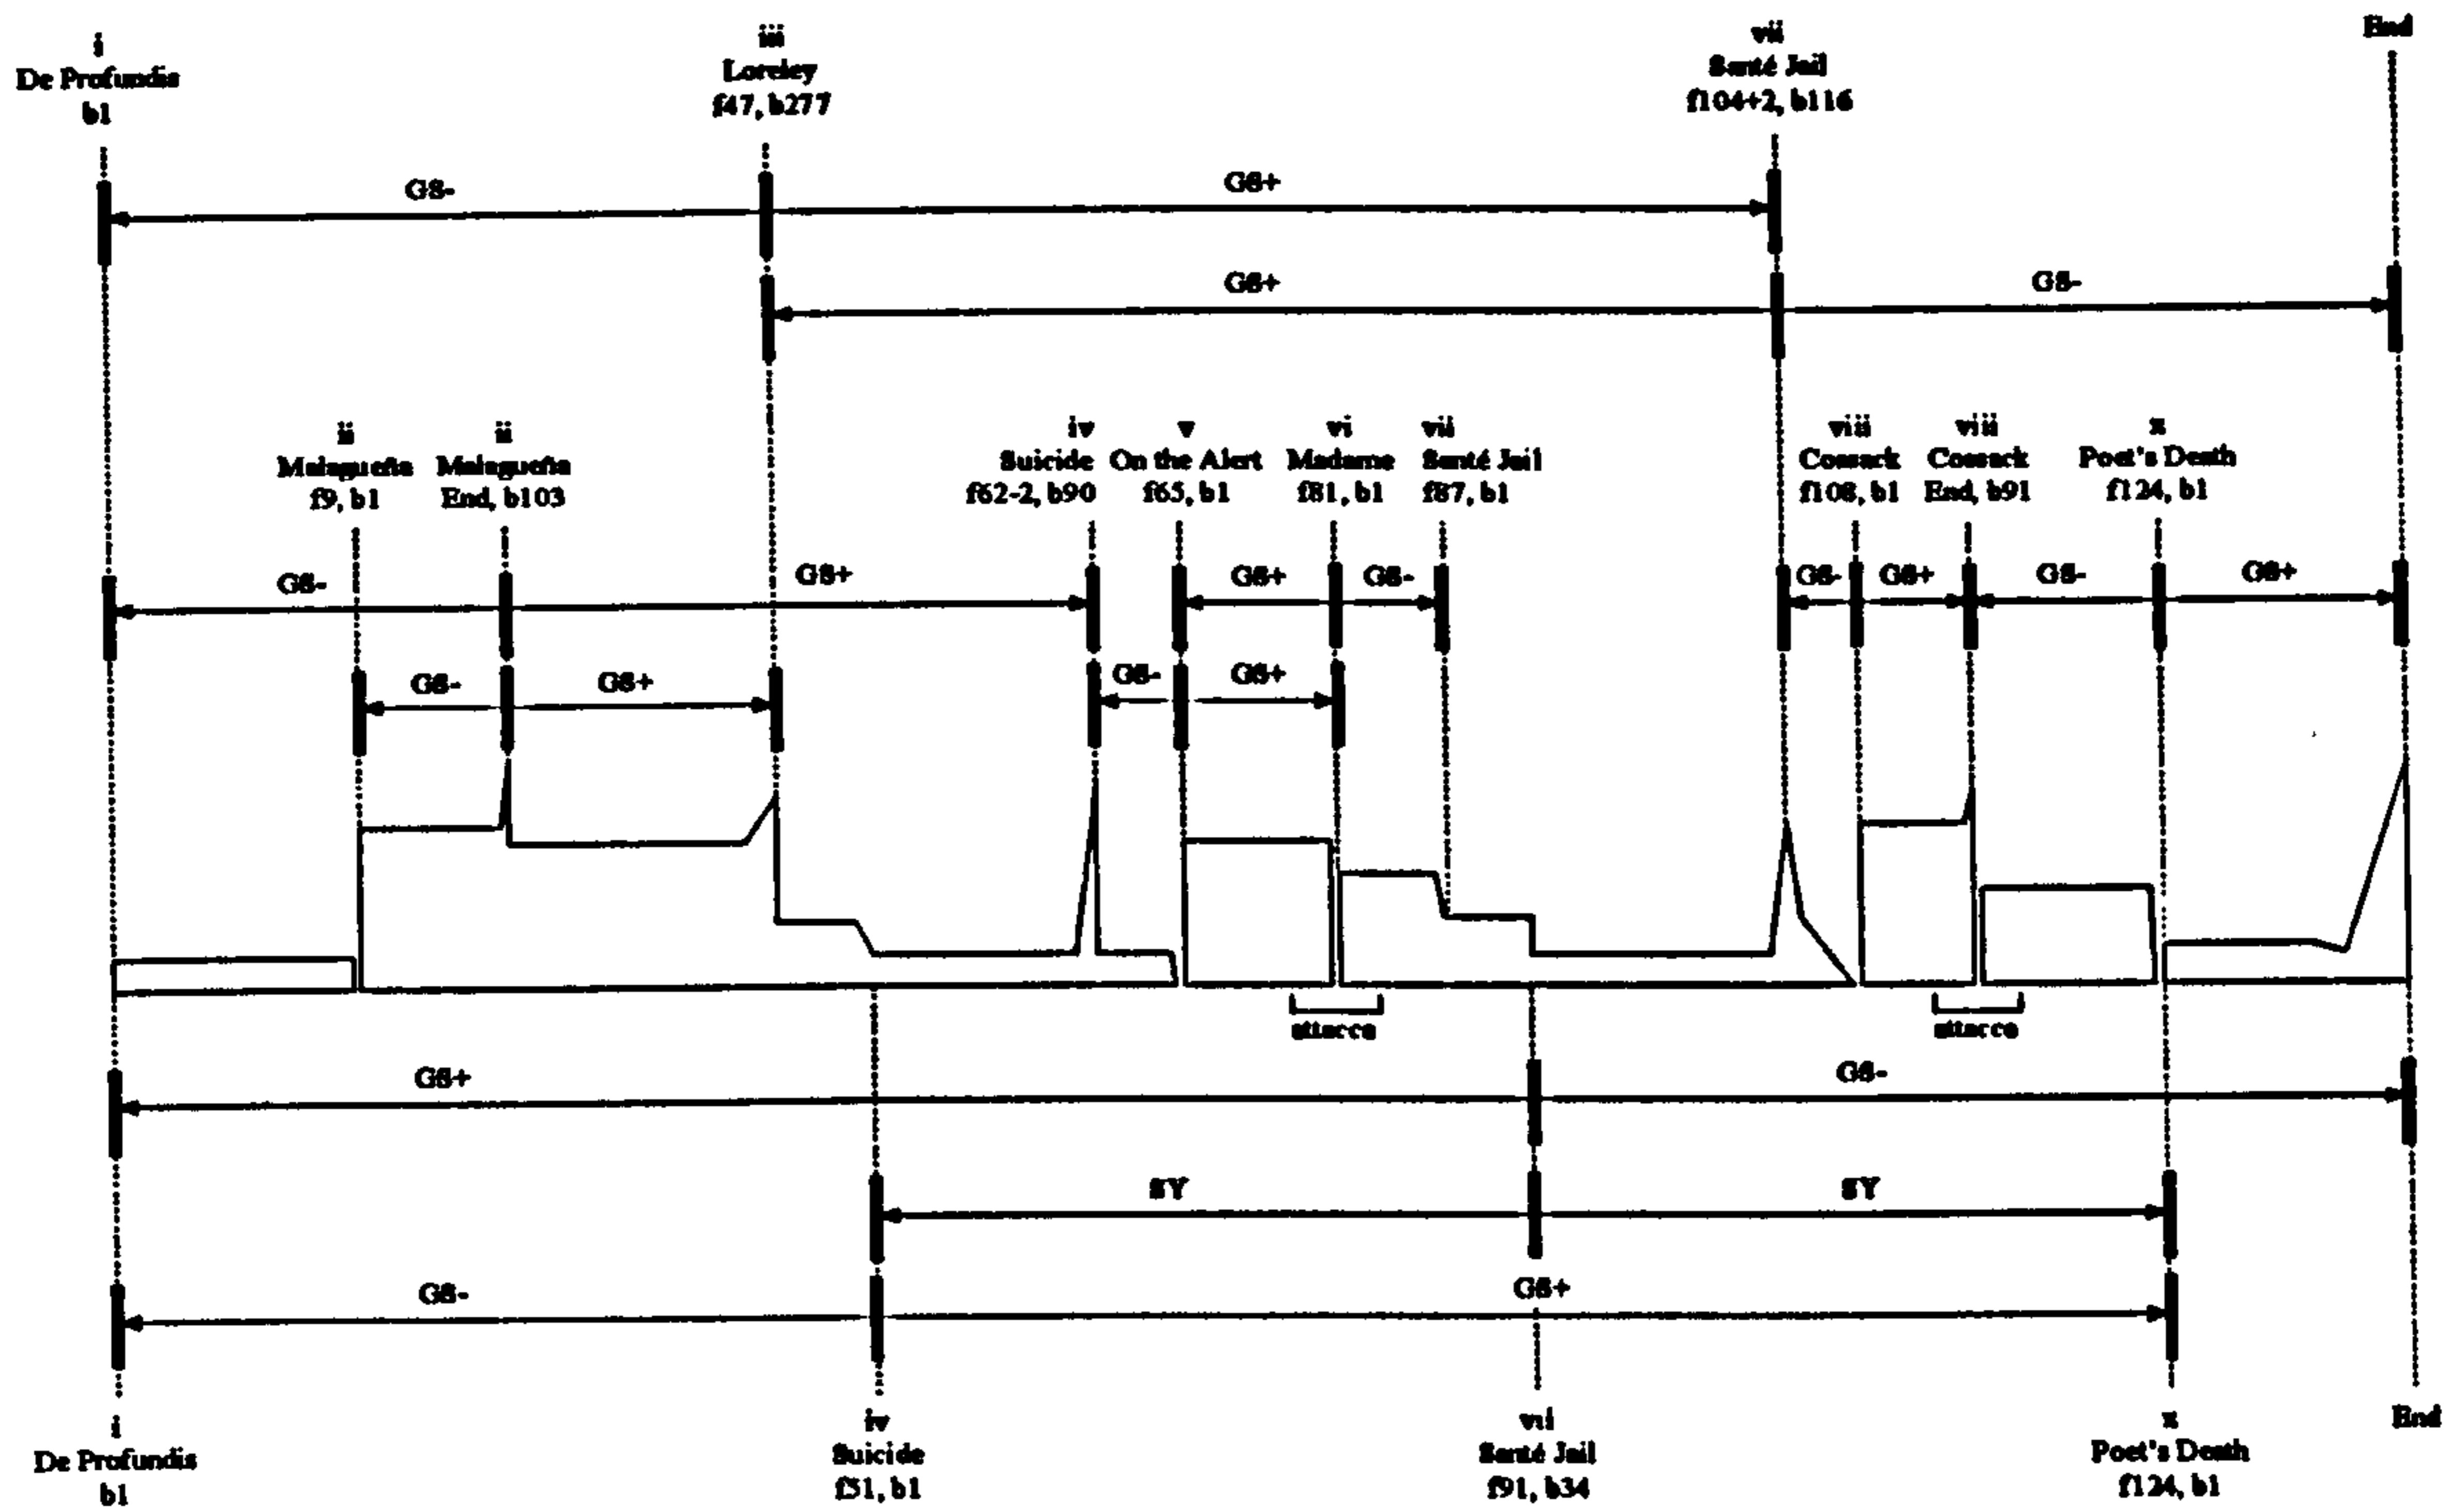 i
De Profundis
b1
iii
Loreley
f47, b277
vii
Santé Jail
f104+2, b116
End
GS-
GS+
GS+
GS-
ii
Malagueña
f9, b1
ii
Malagueña
End, b103
iv
Suicide
f62-2, b90
v
On the Alert
f65, b1
vi
Madame
f81, b1
vii
Santé Jail
f87, b1
viii
Cossack
f108, b1
viii
Cossack
End, b91
x
Poet's Death
f124, b1
GS-
GS+
GS+
GS-
GS-
GS+
GS-
GS+
GS-
GS+
GS-
GS+
attacca
attacca
GS+
GS-
SY
SY
GS-
GS+
i
De Profundis
b1
iv
Suicide
f51, b1
vii
Santé Jail
f91, b34
x
Poet's Death
f124, b1
End